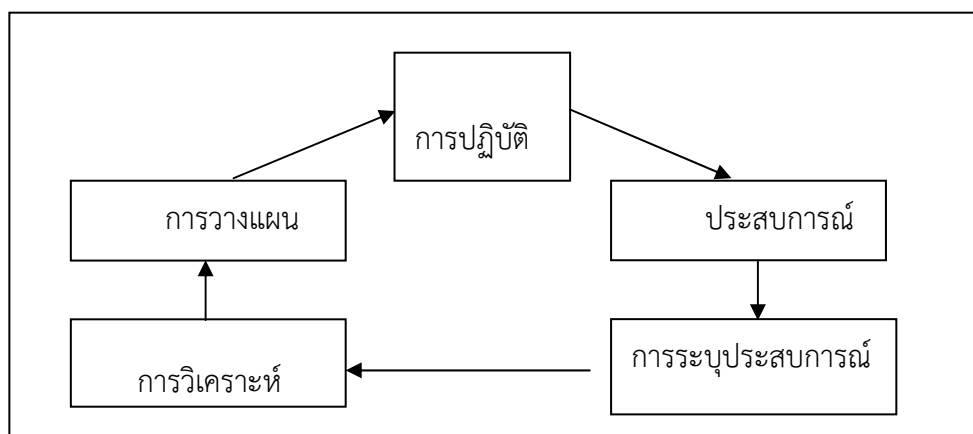 การปฏิบัติ
การวางแผน
ประสบการณ์
การวิเคราะห์
การระบุประสบการณ์